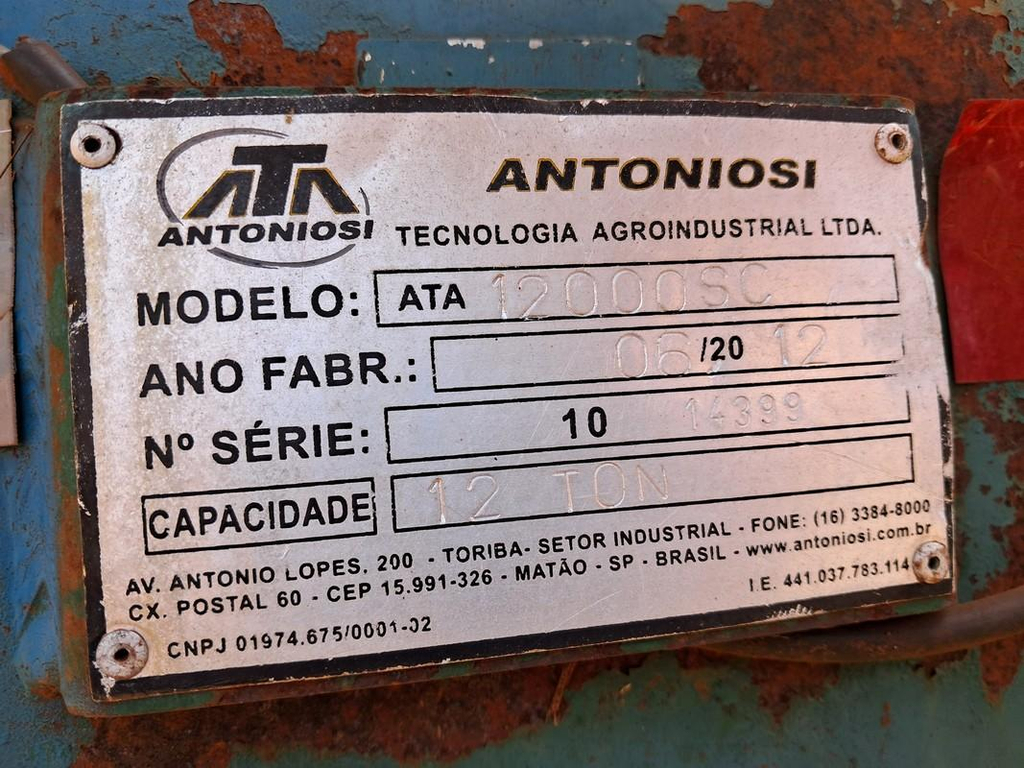 ATA
ANTONIOSI
ANTONIOSI
TECNOLOGIA AGROINDUSTRIAL LTDA.
MODELO: ATA 12000SC
ANO FABR.: 06/20 12
Nº SÉRIE: 10 14399
CAPACIDADE 12 TON
AV. ANTONIO LOPES. 200 - TORIBA- SETOR INDUSTRIAL - FONE: (16) 3384-8000
CX. POSTAL 60 - CEP 15.991-326 - MATÃO - SP - BRASIL - www.antoniosi.com.br
CNPJ 01974.675/0001-02
I.E. 441.037.783.114